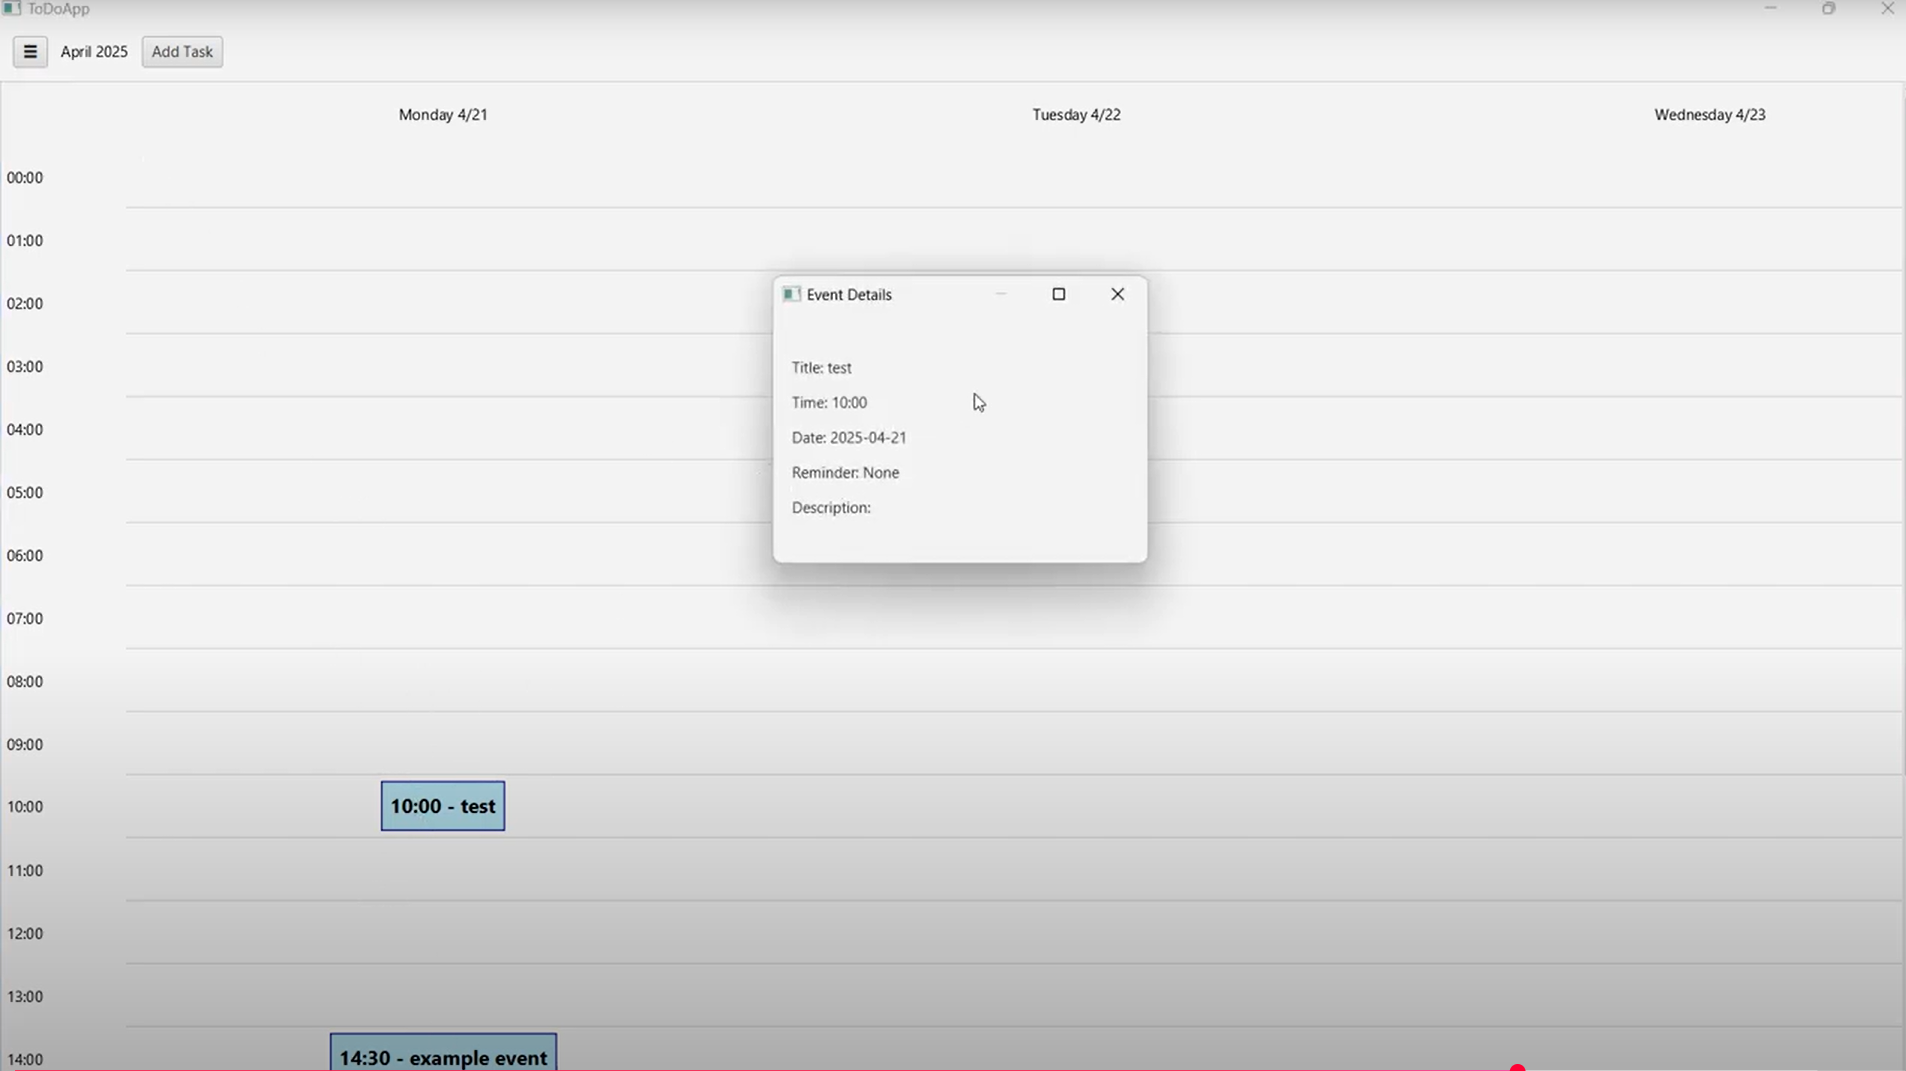 ToDoApp
April 2025 Add Task
Monday 4/21 Tuesday 4/22 Wednesday 4/23
00:00
01:00
02:00
Event Details
03:00
Title: test
Time: 10:00
04:00
Date: 2025-04-21
Reminder: None
05:00
Description:
06:00
07:00
08:00
09:00
10:00 10:00 - test
11:00
12:00
13:00
14:00 14:30 - example event